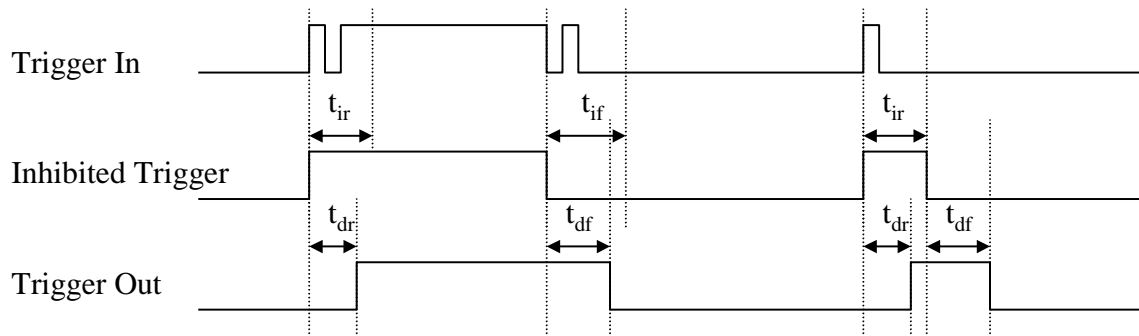 Trigger In
t_ir t_if t_ir
Inhibited Trigger
t_dr t_df t_dr t_df
Trigger Out